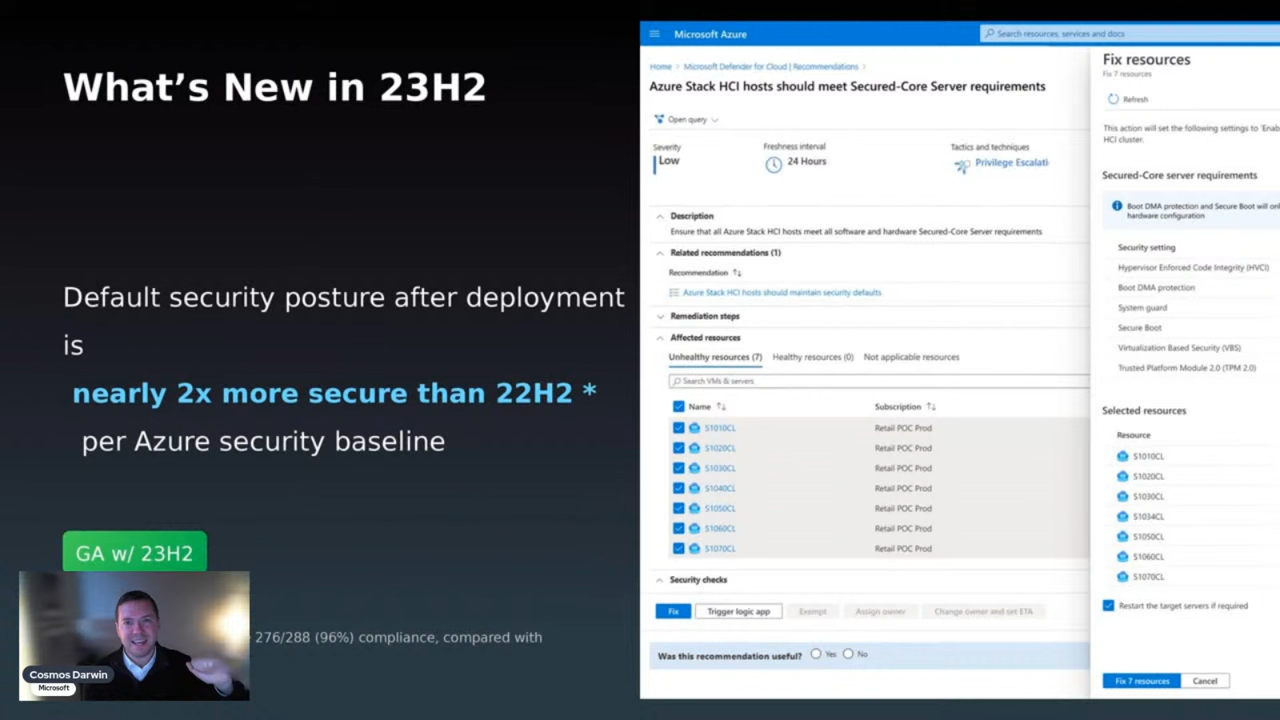 What's New in 23H2
Default security posture after deployment
is
nearly 2x more secure than 22H2 *
per Azure security baseline
GA w/ 23H2
276/288 (96%) compliance, compared with
Cosmos Darwin
Microsoft
Microsoft Azure
Search resources, services and docs
Home > Microsoft Defender for Cloud | Recommendations >
Azure Stack HCI hosts should meet Secured-Core Server requirements
Open query
Severity
Low
Freshness interval
24 Hours
Tactics and techniques
Privilege Escalati
Description
Ensure that all Azure Stack HCI hosts meet all software and hardware Secured-Core Server requirements
Related recommendations (1)
Recommendation ↑↓
Azure Stack HCI hosts should maintain security defaults
Remediation steps
Affected resources
Unhealthy resources (7) Healthy resources (0) Not applicable resources
Search VMs & servers
Name ↑↓ Subscription ↑↓
S1010CL Retail POC Prod
S1020CL Retail POC Prod
S1030CL Retail POC Prod
S1040CL Retail POC Prod
S1050CL Retail POC Prod
S1060CL Retail POC Prod
S1070CL Retail POC Prod
Security checks
Fix Trigger logic app Exempt Assign owner Change owner and set ETA
Was this recommendation useful? Yes No
Fix resources
Fix 7 resources
Refresh
This action will set the following settings to 'Enab
HCI cluster.
Secured-Core server requirements
Boot DMA protection and Secure Boot will onl
hardware configuration
Security setting
Hypervisor Enforced Code Integrity (HVCI)
Boot DMA protection
System guard
Secure Boot
Virtualization Based Security (VBS)
Trusted Platform Module 2.0 (TPM 2.0)
Selected resources
Resource
S1010CL
S1020CL
S1030CL
S1034CL
S1050CL
S1060CL
S1070CL
Restart the target servers if required
Fix 7 resources Cancel